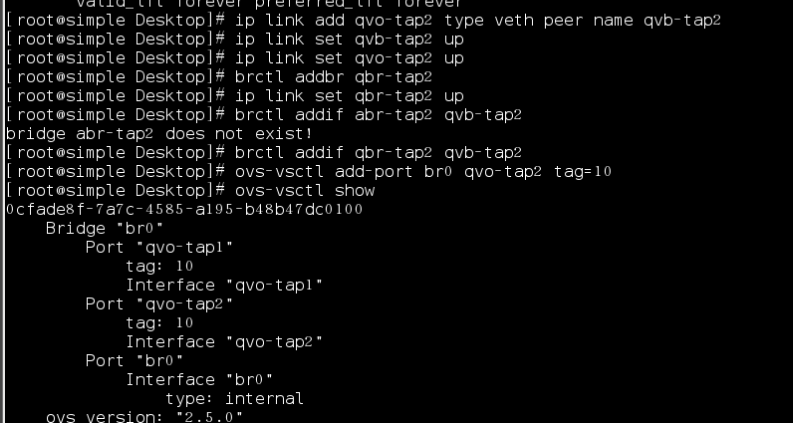 valid_lft forever preferred_lft forever
[root@simple Desktop]# ip link add qvo-tap2 type veth peer name qvb-tap2
[root@simple Desktop]# ip link set qvb-tap2 up
[root@simple Desktop]# ip link set qvo-tap2 up
[root@simple Desktop]# brctl addbr qbr-tap2
[root@simple Desktop]# ip link set qbr-tap2 up
[root@simple Desktop]# brctl addif abr-tap2 qvb-tap2
bridge abr-tap2 does not exist!
[root@simple Desktop]# brctl addif qbr-tap2 qvb-tap2
[root@simple Desktop]# ovs-vsctl add-port br0 qvo-tap2 tag=10
[root@simple Desktop]# ovs-vsctl show
0cfade8f-7a7c-4585-a195-b48b47dc0100
    Bridge "br0"
        Port "qvo-tap1"
            tag: 10
            Interface "qvo-tap1"
        Port "qvo-tap2"
            tag: 10
            Interface "qvo-tap2"
        Port "br0"
            Interface "br0"
                type: internal
    ovs version: "2.5.0"